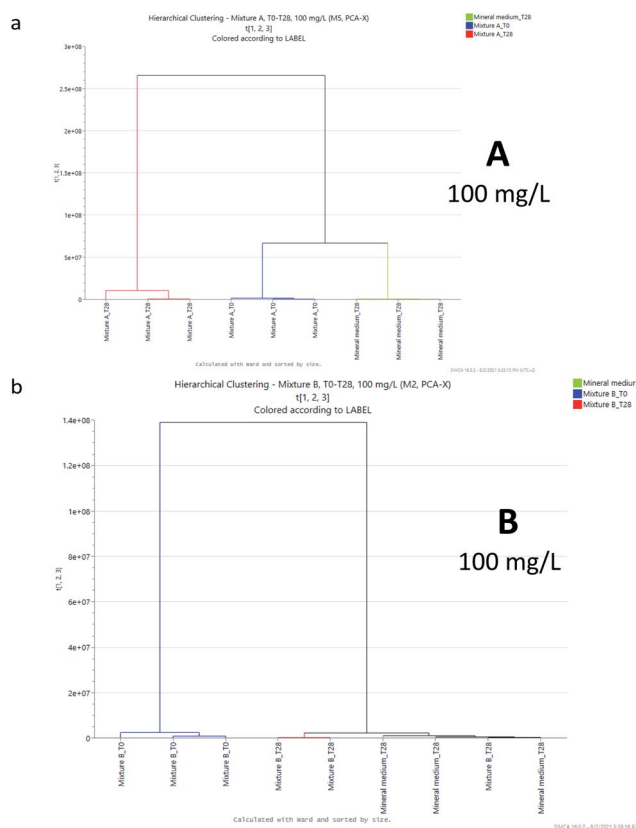 a
Hierarchical Clustering - Mixture A, T0-T28, 100 mg/L (M5, PCA-X)
t[1, 2, 3]
Colored according to LABEL
Mineral medium_T28
Mixture A_T0
Mixture A_T28
3e+08
2.5e+08
2e+08
1.5e+08
1e+08
5e+07
0
t[1, 2, 3]
A
100 mg/L
Mixture A_T28
Mixture A_T28
Mixture A_T28
Mixture A_T0
Mixture A_T0
Mixture A_T0
Mineral medium_T28
Mineral medium_T28
Mineral medium_T28
Calculated with Ward and sorted by size.
b
Hierarchical Clustering - Mixture B, T0-T28, 100 mg/L (M2, PCA-X)
t[1, 2, 3]
Colored according to LABEL
Mineral mediur
Mixture B_T0
Mixture B_T28
1.4e+08
1.2e+08
1e+08
8e+07
6e+07
4e+07
2e+07
0
t[1, 2, 3]
B
100 mg/L
Mixture B_T0
Mixture B_T0
Mixture B_T0
Mixture B_T28
Mixture B_T28
Mineral medium_T28
Mineral medium_T28
Mixture B_T28
Mineral medium_T28
Calculated with Ward and sorted by size.